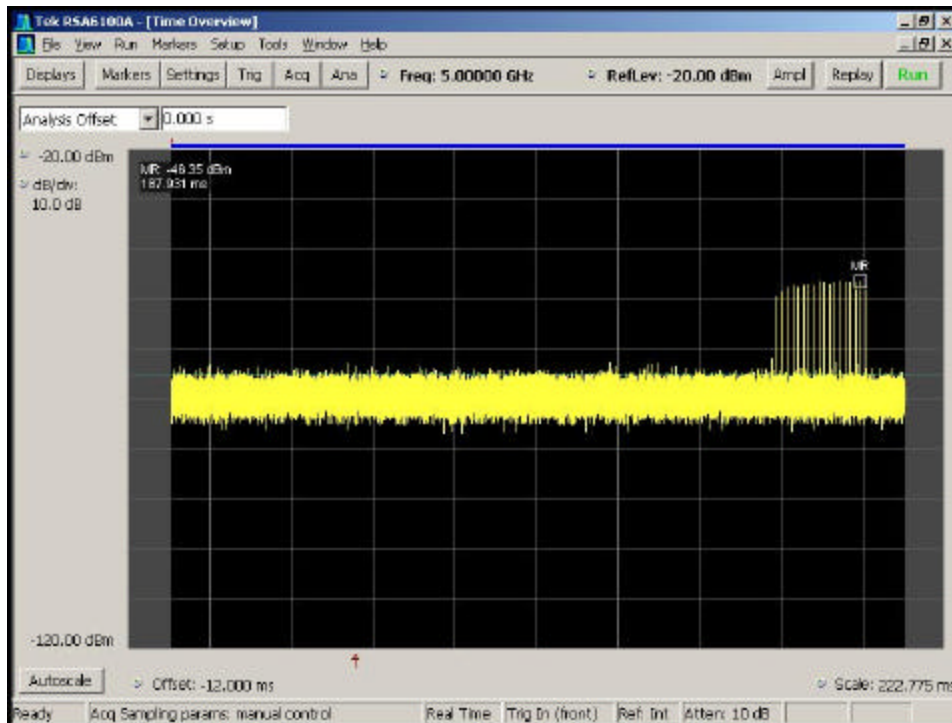 Tek RSA6100A - [Time Overview]
File View Run Markers Setup Tools Window Help
Displays Markers Settings Trig Acq Ana Freq: 5.00000 GHz RefLev: -20.00 dBm Ampl Replay Run
Analysis Offset 0.000 s
-20.00 dBm
dB/div:
10.0 dB
MR: -46.35 dBm
187.931 ms
MR
-120.00 dBm
Autoscale Offset: -12.000 ms Scale: 222.775 ms
Ready Acq Sampling params: manual control Real Time Trig In (front) Ref: Int Atten: 10 dB